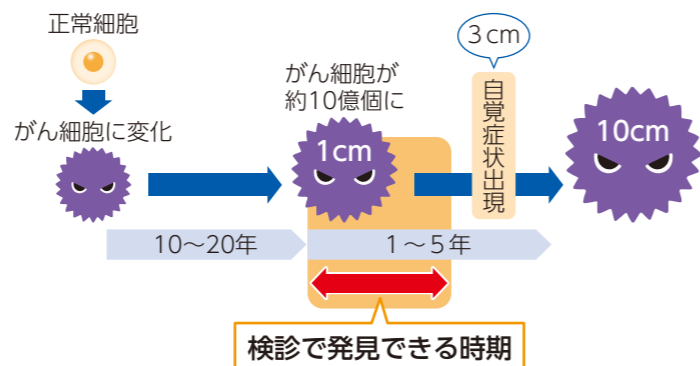 正常細胞
がん細胞に変化
がん細胞が
約10億個に
1cm
3cm
自覚症状出現
10cm
10〜20年
1〜5年
検診で発見できる時期